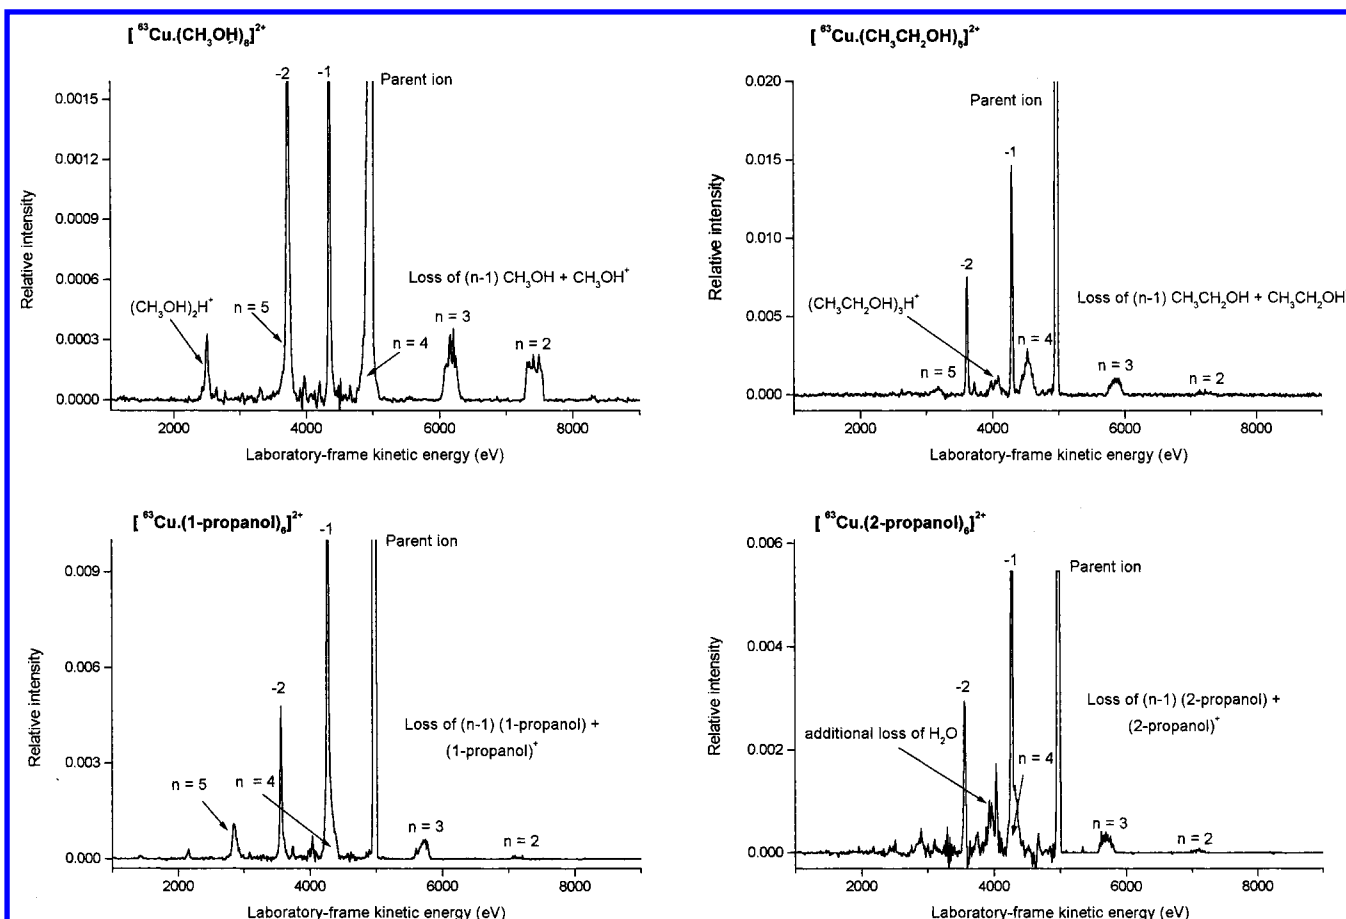 [ ⁶³Cu.(CH₃OH)₈]²⁺
-2
-1
Parent ion
0.0015
0.0012
0.0009
0.0006
0.0003
0.0000
Relative intensity
Loss of (n-1) CH₃OH + CH₃OH⁺
(CH₃OH)₂H⁺
n = 5
n = 3
n = 4
n = 2
2000 4000 6000 8000
Laboratory-frame kinetic energy (eV)
[ ⁶³Cu.(CH₃CH₂OH)₆]²⁺
0.020
Parent ion
0.015
-1
0.010
-2
0.005
0.000
Relative intensity
(CH₃CH₂OH)₃H⁺
Loss of (n-1) CH₃CH₂OH + CH₃CH₂OH
n = 4
n = 5
n = 3
n = 2
2000 4000 6000 8000
Laboratory-frame kinetic energy (eV)
[ ⁶³Cu.(1-propanol)₆]²⁺
-1
Parent ion
0.009
0.006
0.003
0.000
Relative intensity
-2
Loss of (n-1) (1-propanol) +
(1-propanol)⁺
n = 5
n = 4
n = 3
n = 2
2000 4000 6000 8000
Laboratory-frame kinetic energy (eV)
[ ⁶³Cu.(2-propanol)₆]²⁺
0.006
-1
Parent ion
0.004
0.002
0.000
Relative intensity
-2
Loss of (n-1) (2-propanol) +
(2-propanol)⁺
additional loss of H₂O
n = 4
n = 3
n = 2
2000 4000 6000 8000
Laboratory-frame kinetic energy (eV)